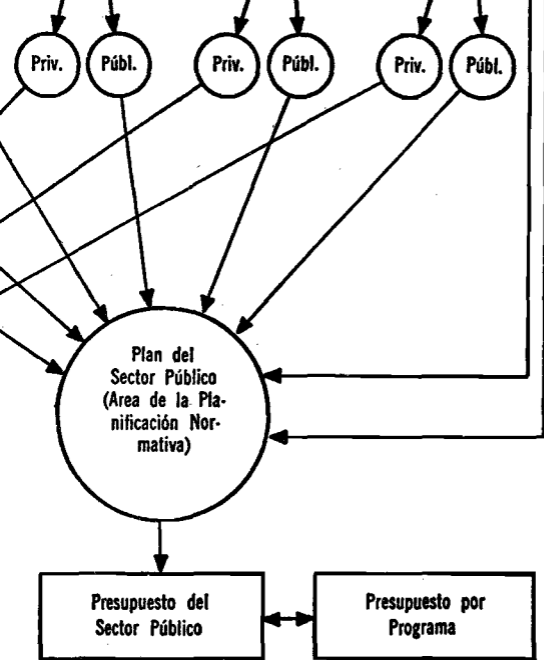 Priv. Públ. Priv. Públ. Priv. Públ.
Plan del
Sector Público
(Area de la Pla-
nificación Nor-
mativa)
Presupuesto del
Sector Público
Presupuesto por
Programa